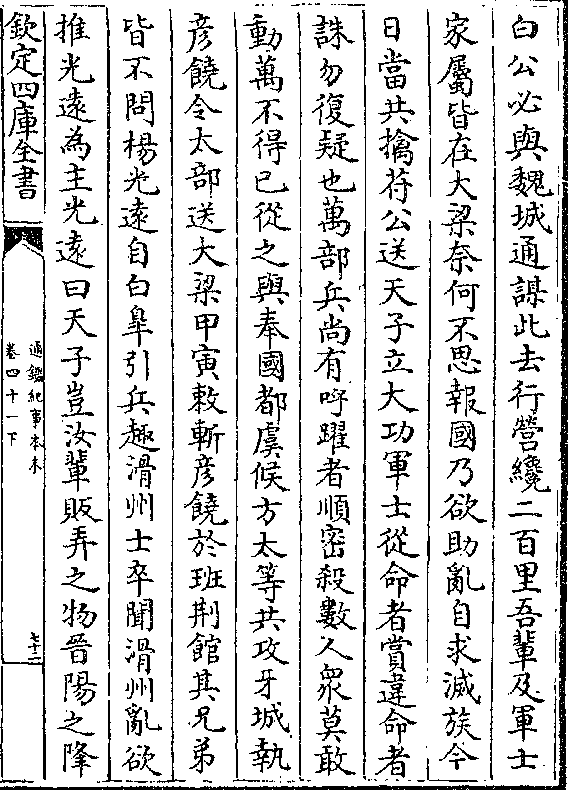 白公必與魏城通謀此去行營纔二百里吾輩及軍士
家屬皆在大梁奈何不思報國乃欲助亂自求滅族今
日當共擒苻公送天子立大功軍士從命者賞違命者
誅勿復疑也萬部兵尚有呼躍者順密殺數人衆莫敢
動萬不得已從之與奉國都虞候方太等共攻牙城執
彥饒令太部送大梁甲寅敕斬彥饒於班荆館其兄弟
皆不問楊光遠自白臯引兵趣滑州士卒聞滑州亂欲
推光遠為主光遠曰天子豈汝輩販弄之物晉陽之降
欽定四庫全書
通鑑紀事本末
卷四十一下
七十二